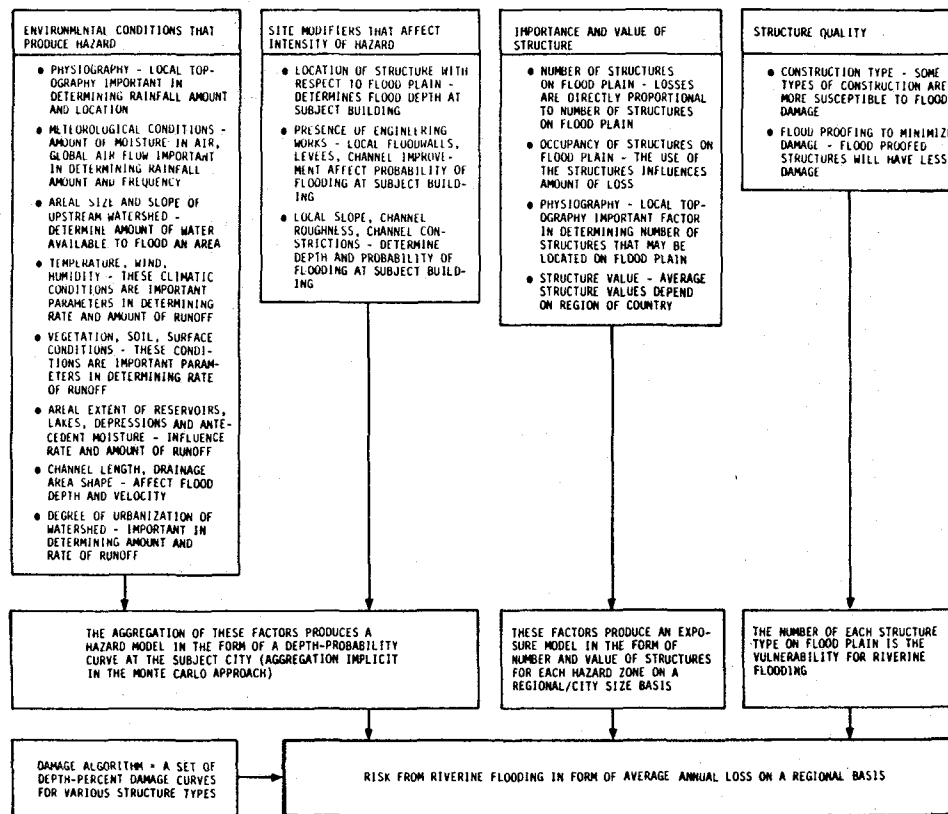 ENVIRONMENTAL CONDITIONS THAT
PRODUCE HAZARD
• PHYSIOGRAPHY - LOCAL TOP-
OGRAPHY IMPORTANT IN
DETERMINING RAINFALL AMOUNT
AND LOCATION
• METEOROLOGICAL CONDITIONS -
AMOUNT OF MOISTURE IN AIR,
GLOBAL AIR FLOW IMPORTANT
IN DETERMINING RAINFALL
AMOUNT AND FREQUENCY
• AREAL SIZE AND SLOPE OF
UPSTREAM WATERSHED -
DETERMINE AMOUNT OF WATER
AVAILABLE TO FLOOD AN AREA
• TEMPERATURE, WIND,
HUMIDITY - THESE CLIMATIC
CONDITIONS ARE IMPORTANT
PARAMETERS IN DETERMINING
RATE AND AMOUNT OF RUNOFF
• VEGETATION, SOIL, SURFACE
CONDITIONS - THESE CONDI-
TIONS ARE IMPORTANT PARAM-
ETERS IN DETERMINING RATE
OF RUNOFF
• AREAL EXTENT OF RESERVOIRS,
LAKES, DEPRESSIONS AND ANTE-
CEDENT MOISTURE - INFLUENCE
RATE AND AMOUNT OF RUNOFF
• CHANNEL LENGTH, DRAINAGE
AREA SHAPE - AFFECT FLOOD
DEPTH AND VELOCITY
• DEGREE OF URBANIZATION OF
WATERSHED - IMPORTANT IN
DETERMINING AMOUNT AND
RATE OF RUNOFF
SITE MODIFIERS THAT AFFECT
INTENSITY OF HAZARD
• LOCATION OF STRUCTURE WITH
RESPECT TO FLOOD PLAIN -
DETERMINES FLOOD DEPTH AT
SUBJECT BUILDING
• PRESENCE OF ENGINEERING
WORKS - LOCAL FLOODWALLS,
LEVEES, CHANNEL IMPROVE-
MENT AFFECT PROBABILITY OF
FLOODING AT SUBJECT BUILD-
ING
• LOCAL SLOPE, CHANNEL
ROUGHNESS, CHANNEL CON-
STRICTIONS - DETERMINE
DEPTH AND PROBABILITY OF
FLOODING AT SUBJECT BUILD-
ING
IMPORTANCE AND VALUE OF
STRUCTURE
• NUMBER OF STRUCTURES
ON FLOOD PLAIN - LOSSES
ARE DIRECTLY PROPORTIONAL
TO NUMBER OF STRUCTURES
ON FLOOD PLAIN
• OCCUPANCY OF STRUCTURES ON
FLOOD PLAIN - THE USE OF
THE STRUCTURES INFLUENCES
AMOUNT OF LOSS
• PHYSIOGRAPHY - LOCAL TOP-
OGRAPHY IMPORTANT FACTOR
IN DETERMINING NUMBER OF
STRUCTURES THAT MAY BE
LOCATED ON FLOOD PLAIN
• STRUCTURE VALUE - AVERAGE
STRUCTURE VALUES DEPEND
ON REGION OF COUNTRY
STRUCTURE QUALITY
• CONSTRUCTION TYPE - SOME
TYPES OF CONSTRUCTION ARE
MORE SUSCEPTIBLE TO FLOOD
DAMAGE
• FLOOD PROOFING TO MINIMIZE
DAMAGE - FLOOD PROOFED
STRUCTURES WILL HAVE LESS
DAMAGE
THE AGGREGATION OF THESE FACTORS PRODUCES A
HAZARD MODEL IN THE FORM OF A DEPTH-PROBABILITY
CURVE AT THE SUBJECT CITY (AGGREGATION IMPLICIT
IN THE MONTE CARLO APPROACH)
THESE FACTORS PRODUCE AN EXPO-
SURE MODEL IN THE FORM OF
NUMBER AND VALUE OF STRUCTURES
FOR EACH HAZARD ZONE ON A
REGIONAL/CITY SIZE BASIS
THE NUMBER OF EACH STRUCTURE
TYPE ON FLOOD PLAIN IS THE
VULNERABILITY FOR RIVERINE
FLOODING
DAMAGE ALGORITHM = A SET OF
DEPTH-PERCENT DAMAGE CURVES
FOR VARIOUS STRUCTURE TYPES
RISK FROM RIVERINE FLOODING IN FORM OF AVERAGE ANNUAL LOSS ON A REGIONAL BASIS